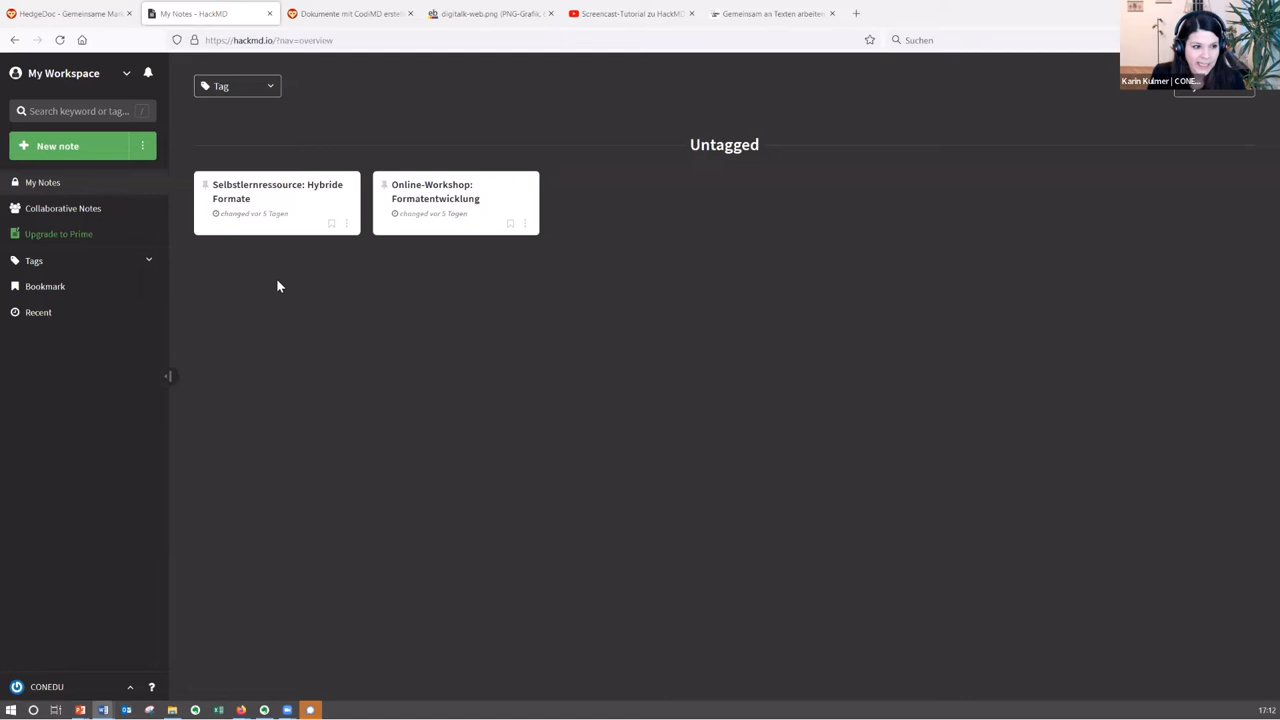 HedgeDoc - Gemeinsame Mark
My Notes - HackMD
Dokumente mit CodiMD erstel
digitalk-web.png (PNG-Grafik, 
Screencast-Tutorial zu HackMD
Gemeinsam an Texten arbeiten
https://hackmd.io/?nav=overview
Suchen
Karin Kulmer | CONE...
My Workspace
Tag
Search keyword or tag... /
New note
Untagged
My Notes
Selbstlernressource: Hybride
Formate
changed vor 5 Tagen
Online-Workshop:
Formatentwicklung
changed vor 5 Tagen
Collaborative Notes
Upgrade to Prime
Tags
Bookmark
Recent
CONEDU
?
17:12